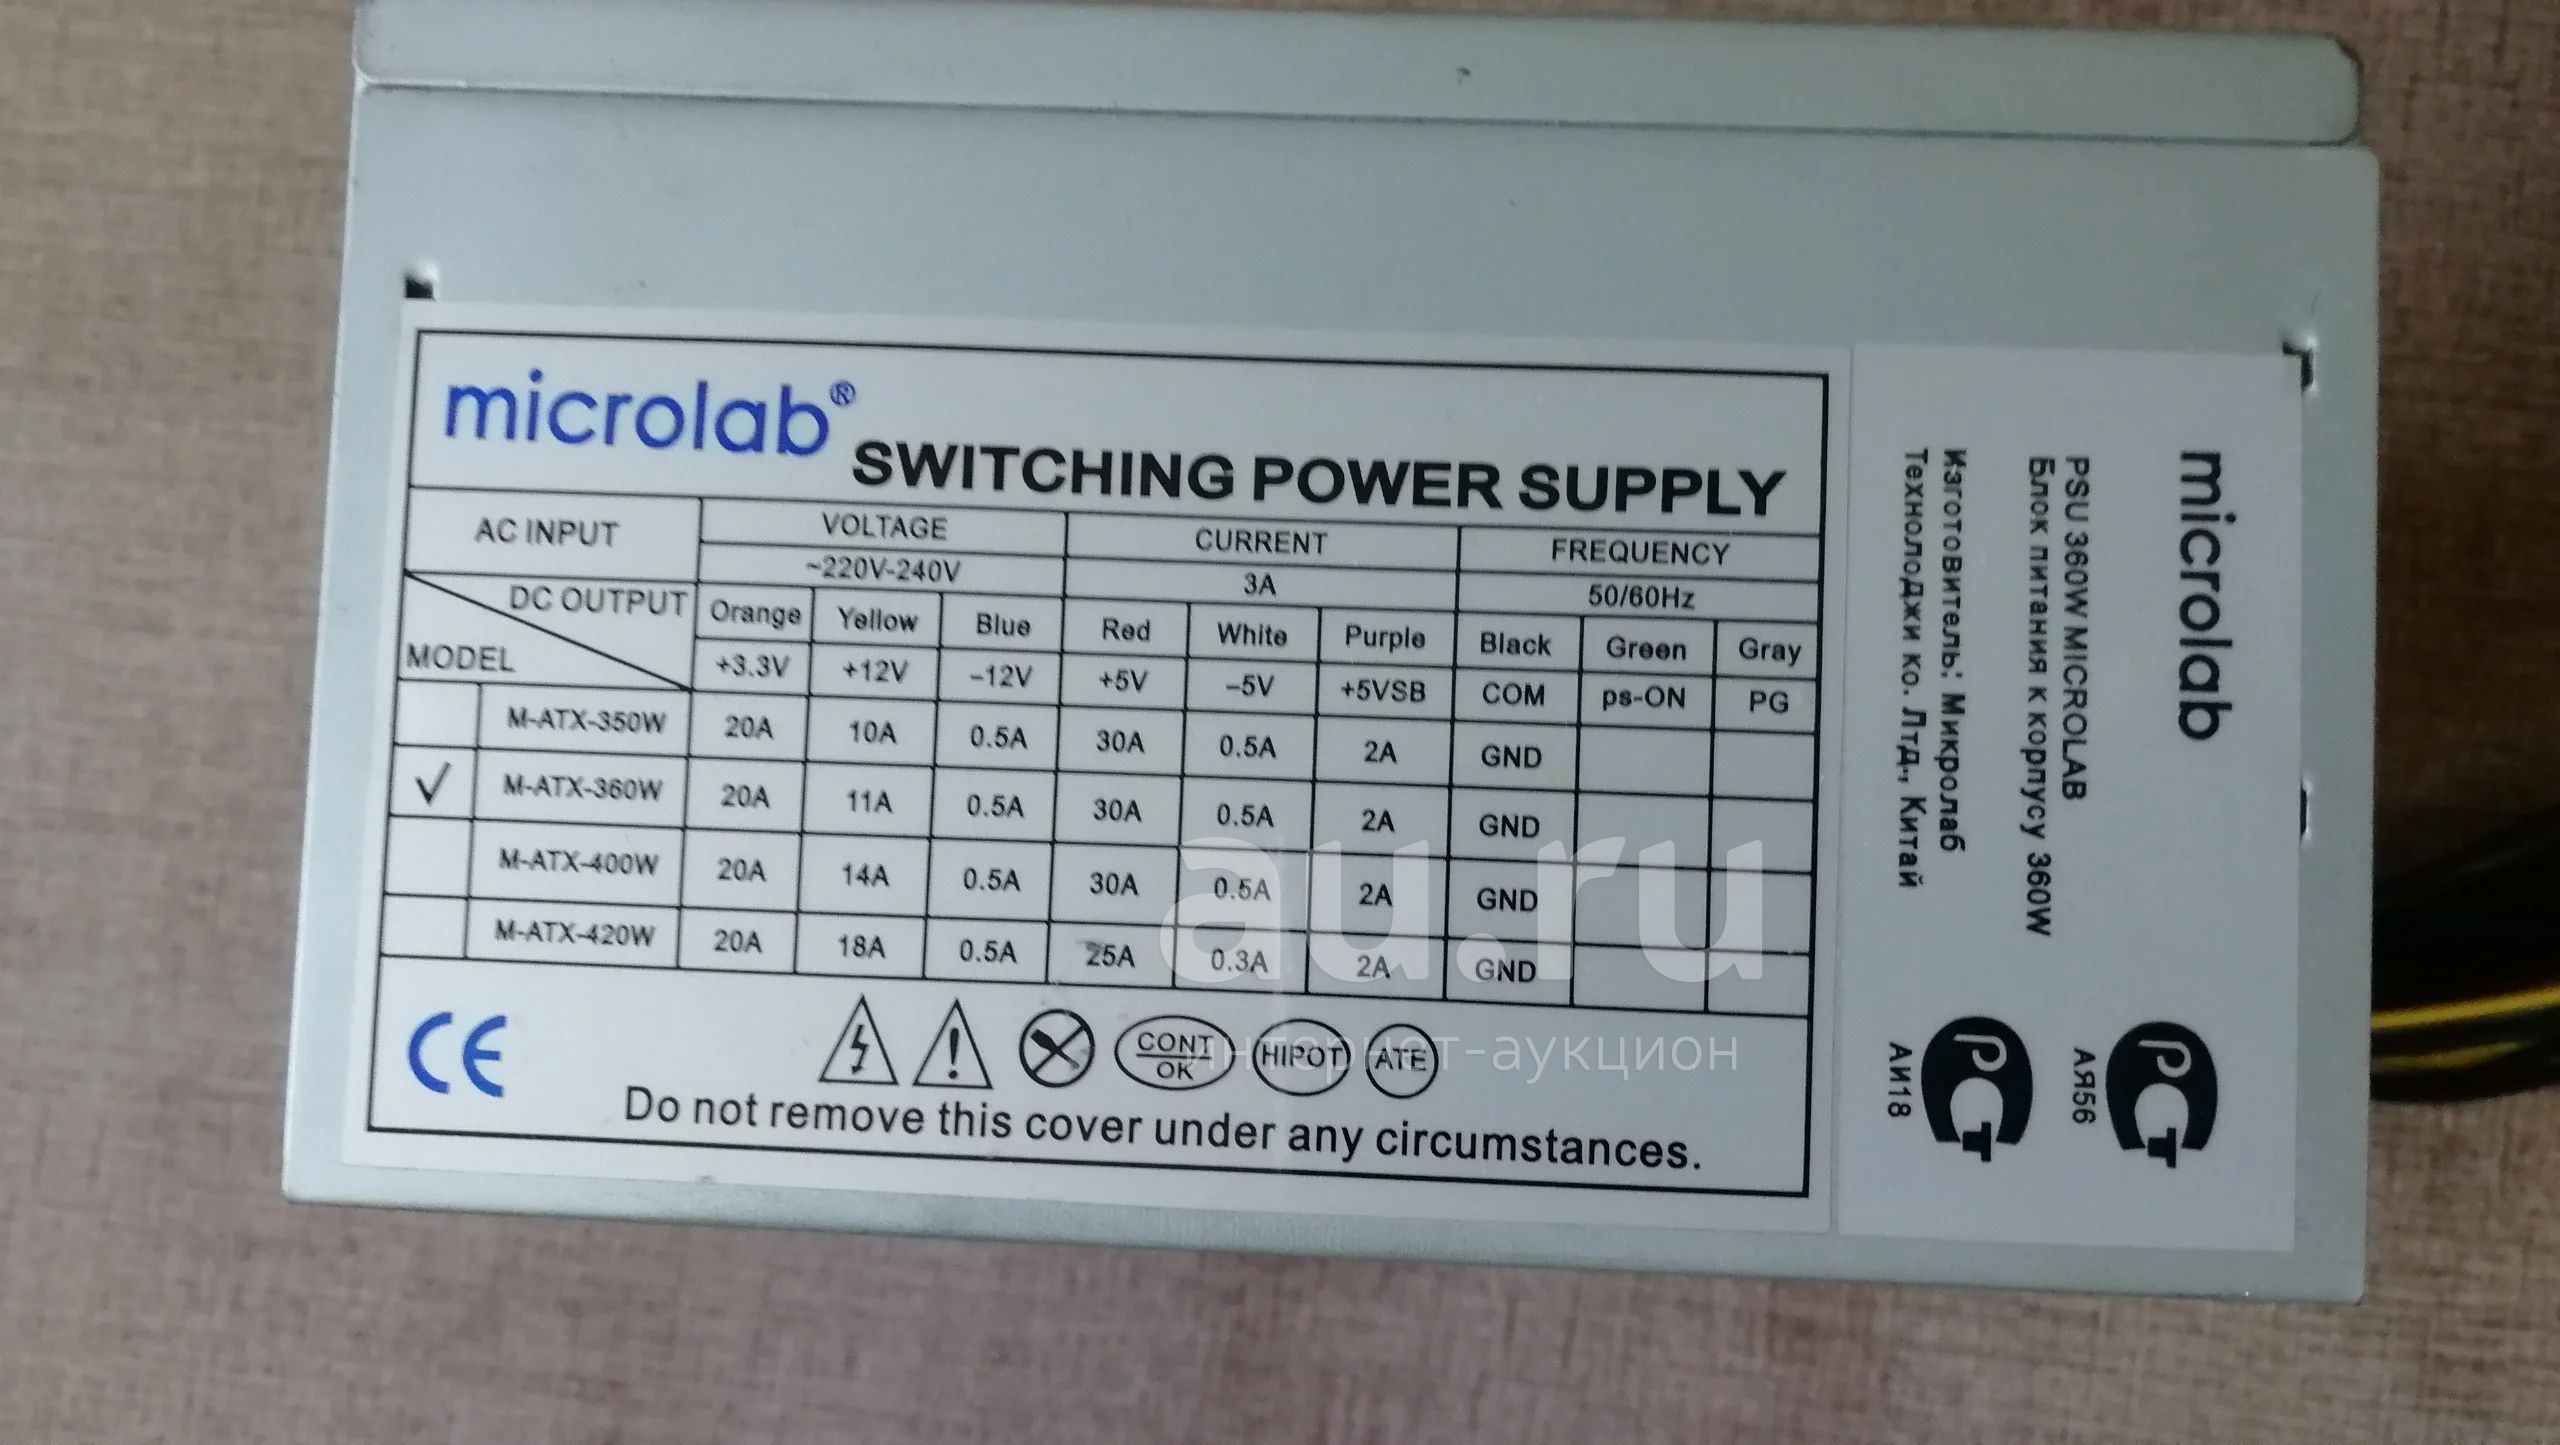 microlab®
SWITCHING POWER SUPPLY
AC INPUT VOLTAGE CURRENT FREQUENCY
~220V-240V 3A 50/60Hz
DC OUTPUT Orange Yellow Blue Red White Purple Black Green Gray
MODEL +3.3V +12V -12V +5V -5V +5VSB COM ps-ON PG
M-ATX-350W 20A 10A 0.5A 30A 0.5A 2A GND
✓ M-ATX-360W 20A 11A 0.5A 30A 0.5A 2A GND
M-ATX-400W 20A 14A 0.5A 30A 0.5A 2A GND
M-ATX-420W 20A 18A 0.5A 25A 0.3A 2A GND
CE CONT OK HIPOT ATE
Do not remove this cover under any circumstances.
microlab
PSU 360W MICROLAB
Блок питания к корпусу 360W
Изготовитель: Микролаб
Технолоджи ко. Лтд., Китай
РСТ
АЯ56
РСТ
АИ18
au.ru
интернет-аукцион